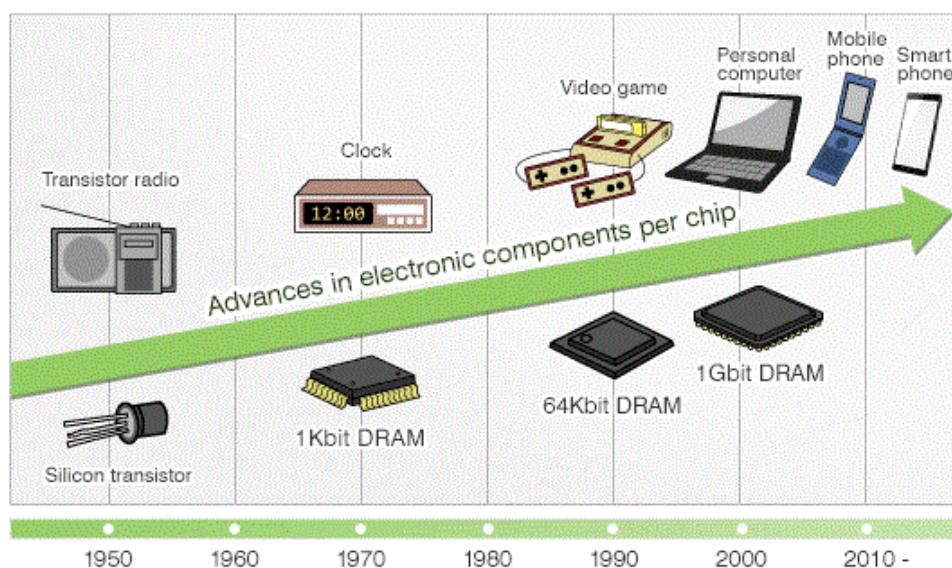 Mobile
phone
Smart
phone
Personal
computer
Video game
Clock
12:00
Transistor radio
Advances in electronic components per chip
1Gbit DRAM
64Kbit DRAM
1Kbit DRAM
Silicon transistor
1950 1960 1970 1980 1990 2000 2010 -